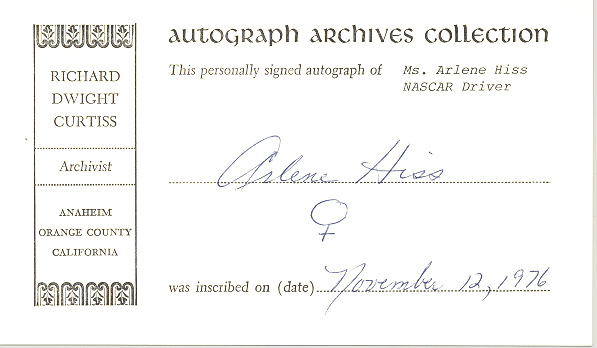 AUTOGRAPH ARCHIVES COLLECTION
RICHARD
DWIGHT
CURTISS
Archivist
ANAHEIM
ORANGE COUNTY
CALIFORNIA
This personally signed autograph of Ms. Arlene Hiss
NASCAR Driver
Arlene Hiss
♀
was inscribed on (date) November 12, 1976